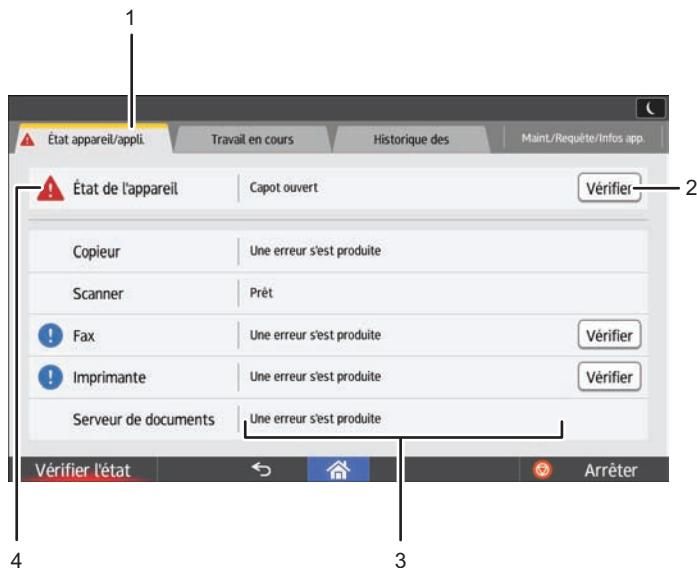 1
État appareil/appli.
Travail en cours
Historique des
Maint./Requête/Infos app.
État de l'appareil
Capot ouvert
Vérifier
2
Copieur
Une erreur s'est produite
Scanner
Prêt
Fax
Une erreur s'est produite
Vérifier
Imprimante
Une erreur s'est produite
Vérifier
Serveur de documents
Une erreur s'est produite
Vérifier l'état
Arrêter
4
3